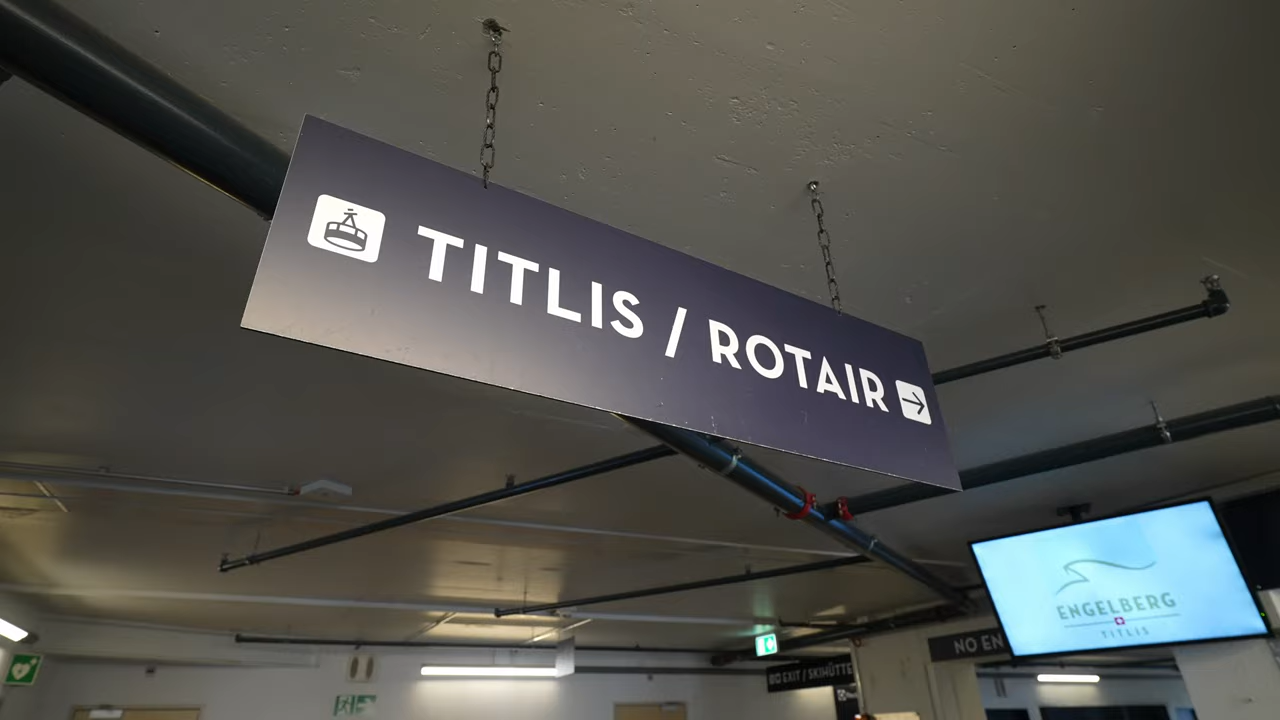 TITLIS / ROTAIR
ENGELBERG
TITLIS
NO EN
EXIT / SKIHÜTTE